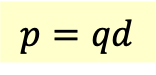 p = qd